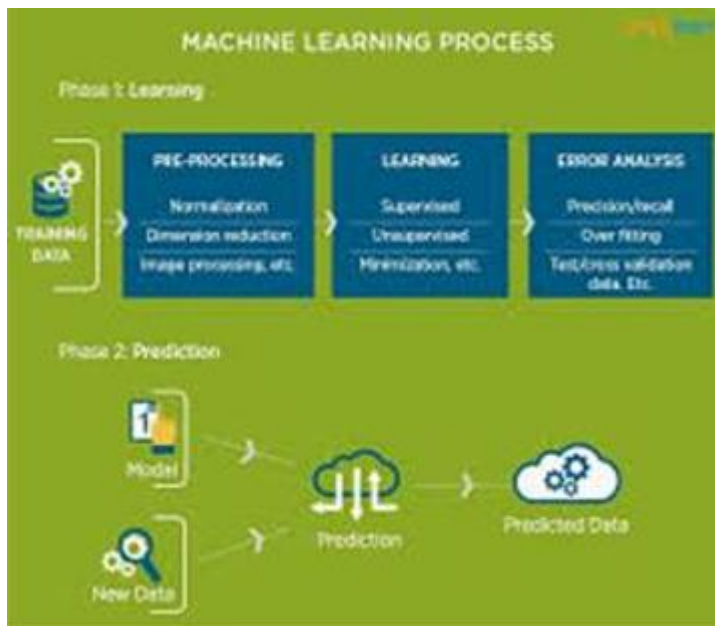 MACHINE LEARNING PROCESS
Phase 1: Learning
TRAINING
DATA
PRE-PROCESSING
Normalization
Dimension reduction
Image processing, etc
LEARNING
Supervised
Unsupervised
Minimization, etc.
ERROR ANALYSIS
Precision/recall
Over fitting
Test/cross validation
data, Etc.
Phase 2: Prediction
Model
New Data
Prediction
Predicted Data